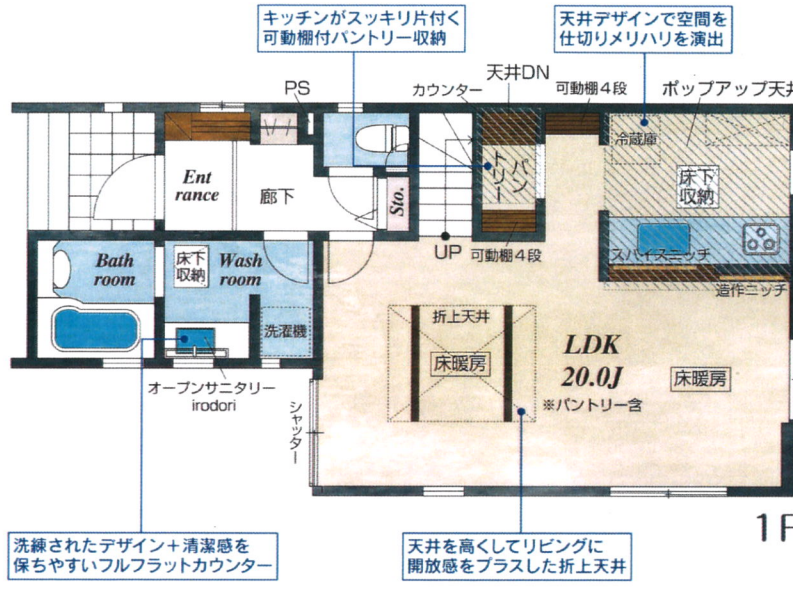 キッチンがスッキリ片付く
可動棚付パントリー収納
天井デザインで空間を
仕切りメリハリを演出
PS
カウンター
天井DN
可動棚4段
ポップアップ天井
冷蔵庫
Ent
rance
廊下
Sto.
パン
トリー
床下
収納
UP
可動棚4段
スパイスニッチ
造作ニッチ
Bath
room
床下
収納
Wash
room
洗濯機
折上天井
床暖房
LDK
20.0J
※パントリー含
床暖房
オープンサニタリー
irodori
シャッター
洗練されたデザイン+清潔感を
保ちやすいフルフラットカウンター
天井を高くしてリビングに
開放感をプラスした折上天井
1F